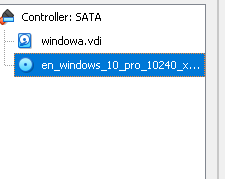 Controller: SATA
windowa.vdi
en_windows_10_pro_10240_x...